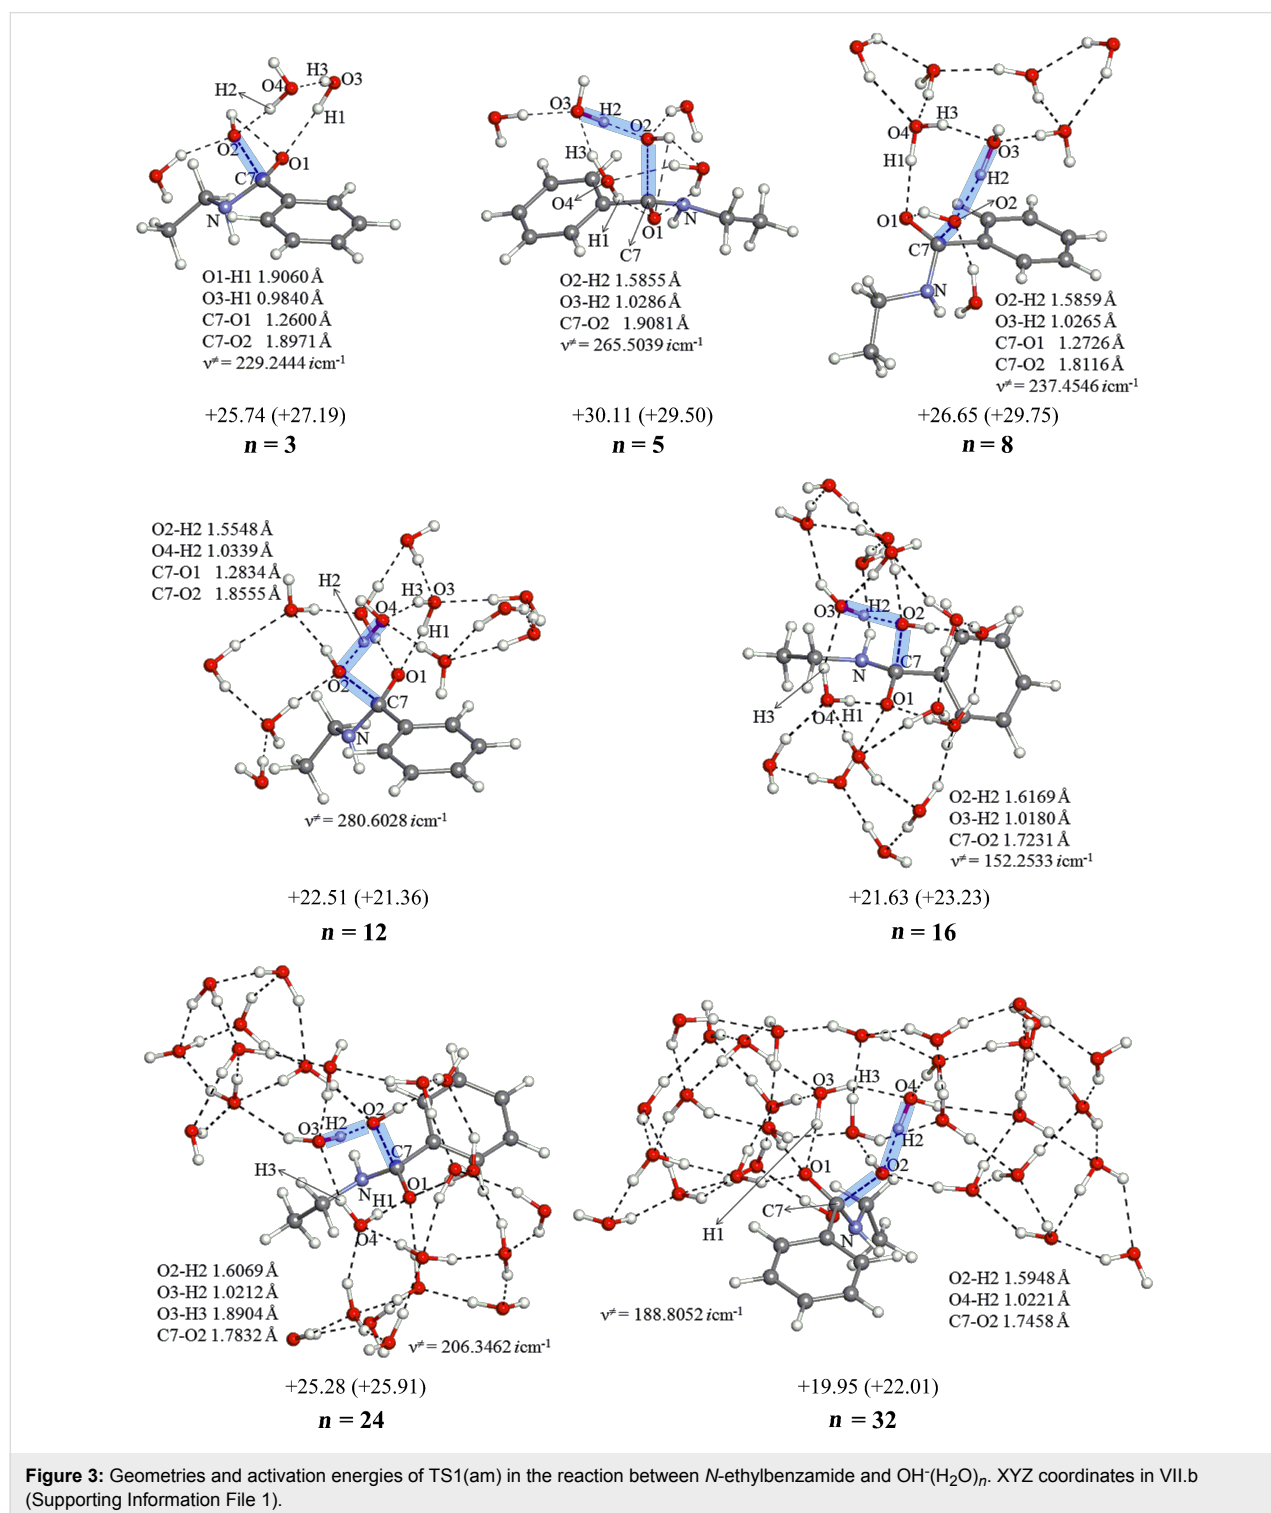 H2
O4
H3
O3
H1
O2
O1
C7
N
O1-H1 1.9060 Å
O3-H1 0.9840 Å
C7-O1 1.2600 Å
C7-O2 1.8971 Å
ν≠ = 229.2444 icm-1
+25.74 (+27.19)
n = 3
O3
H2
O2
H3
O4
H1
O1
N
C7
O2-H2 1.5855 Å
O3-H2 1.0286 Å
C7-O2 1.9081 Å
ν≠ = 265.5039 icm-1
+30.11 (+29.50)
n = 5
H3
O4
O3
H1
H2
O2
O1
C7
N
O2-H2 1.5859 Å
O3-H2 1.0265 Å
C7-O1 1.2726 Å
C7-O2 1.8116 Å
ν≠ = 237.4546 icm-1
+26.65 (+29.75)
n = 8
O2-H2 1.5548 Å
O4-H2 1.0339 Å
C7-O1 1.2834 Å
C7-O2 1.8555 Å
H2
H3
O3
O4
H1
O1
O2
C7
N
ν≠ = 280.6028 icm-1
+22.51 (+21.36)
n = 12
O3
H2
O2
C7
N
O1
H3
O4
H1
O2-H2 1.6169 Å
O3-H2 1.0180 Å
C7-O2 1.7231 Å
ν≠ = 152.2533 icm-1
+21.63 (+23.23)
n = 16
O2
O3
H2
C7
H3
N
H1
O1
O4
O2-H2 1.6069 Å
O3-H2 1.0212 Å
O3-H3 1.8904 Å
C7-O2 1.7832 Å
ν≠ = 206.3462 icm-1
+25.28 (+25.91)
n = 24
O3
H3
O4
H2
O1
O2
C7
H1
N
O2-H2 1.5948 Å
O4-H2 1.0221 Å
C7-O2 1.7458 Å
ν≠ = 188.8052 icm-1
+19.95 (+22.01)
n = 32
Figure 3: Geometries and activation energies of TS1(am) in the reaction between N-ethylbenzamide and OH-(H2O)n. XYZ coordinates in VII.b
(Supporting Information File 1).